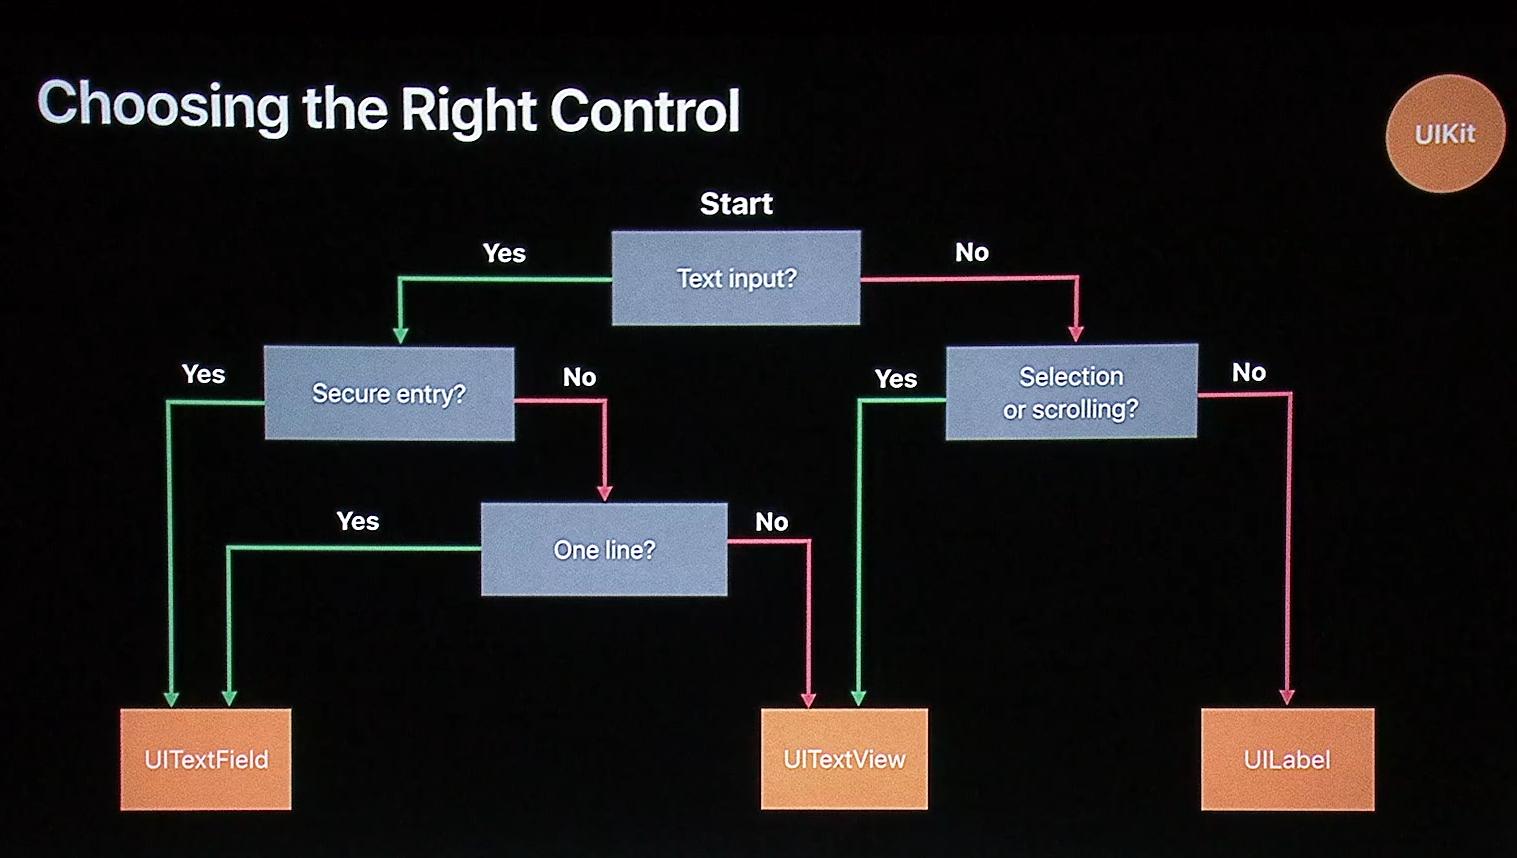 Choosing the Right Control
UIKit
Start
Yes
No
Text input?
Yes
No
Yes
No
Secure entry?
Selection
or scrolling?
Yes
No
One line?
UITextField
UITextView
UILabel